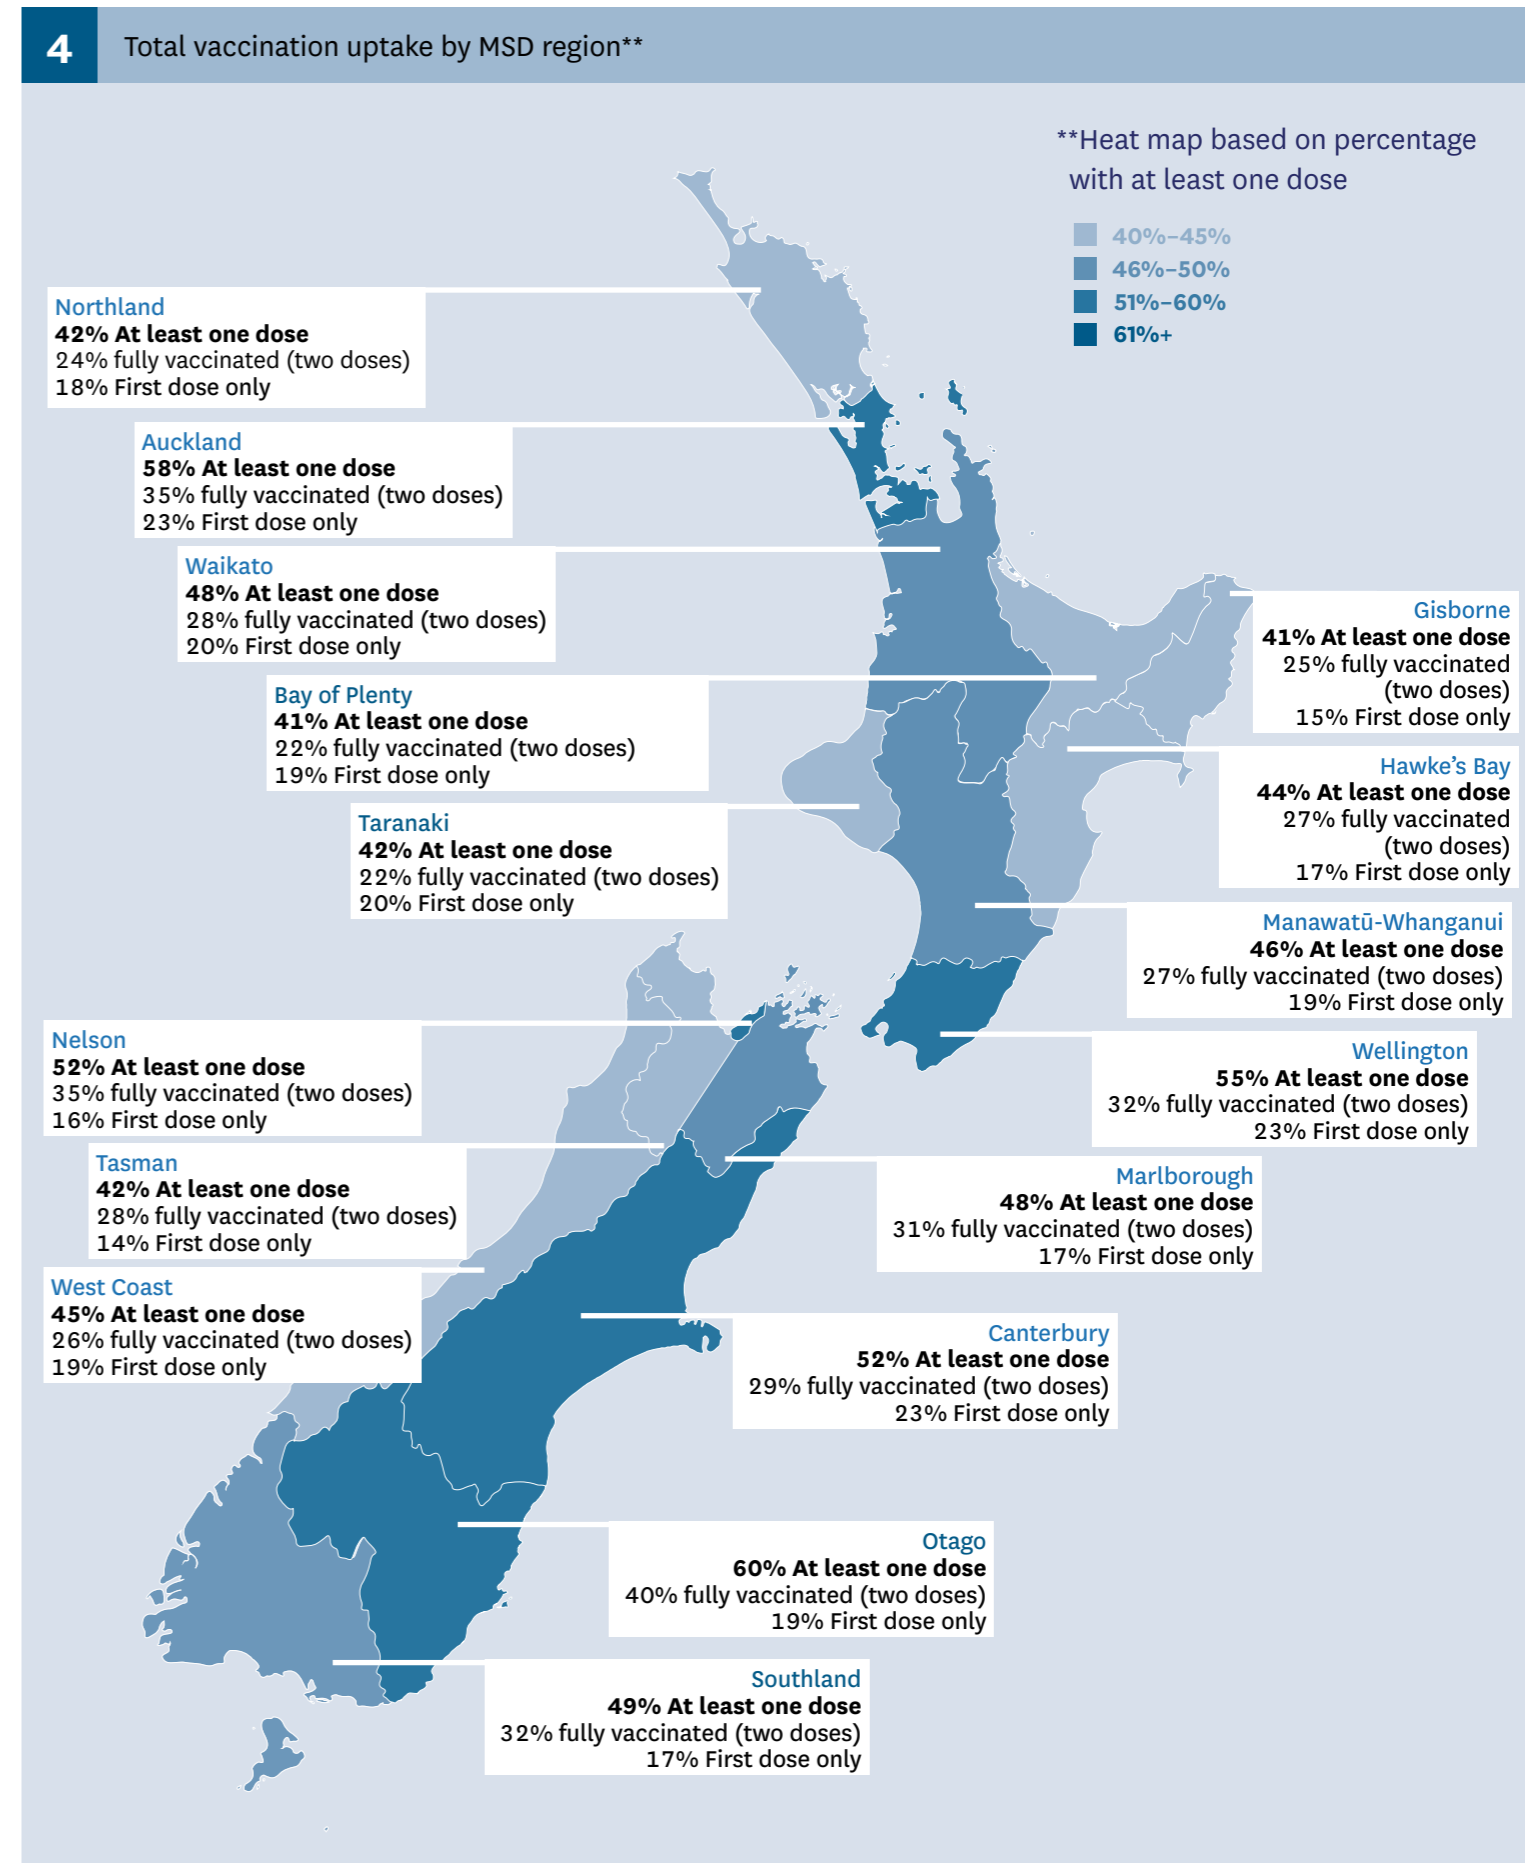 4
Total vaccination uptake by MSD region**
**Heat map based on percentage
with at least one dose
40%–45%
46%–50%
51%–60%
61%+
Northland
42% At least one dose
24% fully vaccinated (two doses)
18% First dose only
Auckland
58% At least one dose
35% fully vaccinated (two doses)
23% First dose only
Waikato
48% At least one dose
28% fully vaccinated (two doses)
20% First dose only
Gisborne
41% At least one dose
25% fully vaccinated
(two doses)
15% First dose only
Bay of Plenty
41% At least one dose
22% fully vaccinated (two doses)
19% First dose only
Hawke's Bay
44% At least one dose
27% fully vaccinated
(two doses)
17% First dose only
Taranaki
42% At least one dose
22% fully vaccinated (two doses)
20% First dose only
Manawatū-Whanganui
46% At least one dose
27% fully vaccinated (two doses)
19% First dose only
Nelson
52% At least one dose
35% fully vaccinated (two doses)
16% First dose only
Wellington
55% At least one dose
32% fully vaccinated (two doses)
23% First dose only
Tasman
42% At least one dose
28% fully vaccinated (two doses)
14% First dose only
Marlborough
48% At least one dose
31% fully vaccinated (two doses)
17% First dose only
West Coast
45% At least one dose
26% fully vaccinated (two doses)
19% First dose only
Canterbury
52% At least one dose
29% fully vaccinated (two doses)
23% First dose only
Otago
60% At least one dose
40% fully vaccinated (two doses)
19% First dose only
Southland
49% At least one dose
32% fully vaccinated (two doses)
17% First dose only